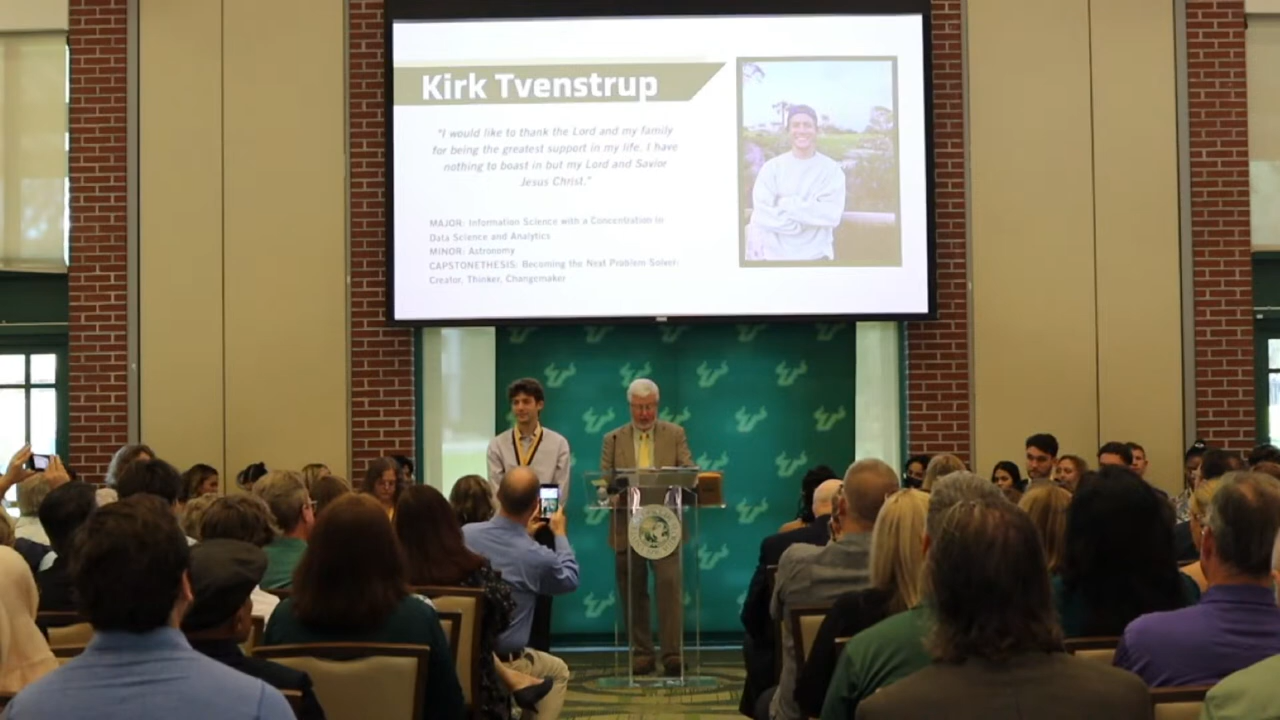 Kirk Tvenstrup
"I would like to thank the Lord and my family
for being the greatest support in my life. I have
nothing to boast in but my Lord and Savior
Jesus Christ."
MAJOR: Information Science with a Concentration in
Data Science and Analytics
MINOR: Astronomy
CAPSTONETHESIS: Becoming the Next Problem Solver:
Creator, Thinker, Changemaker